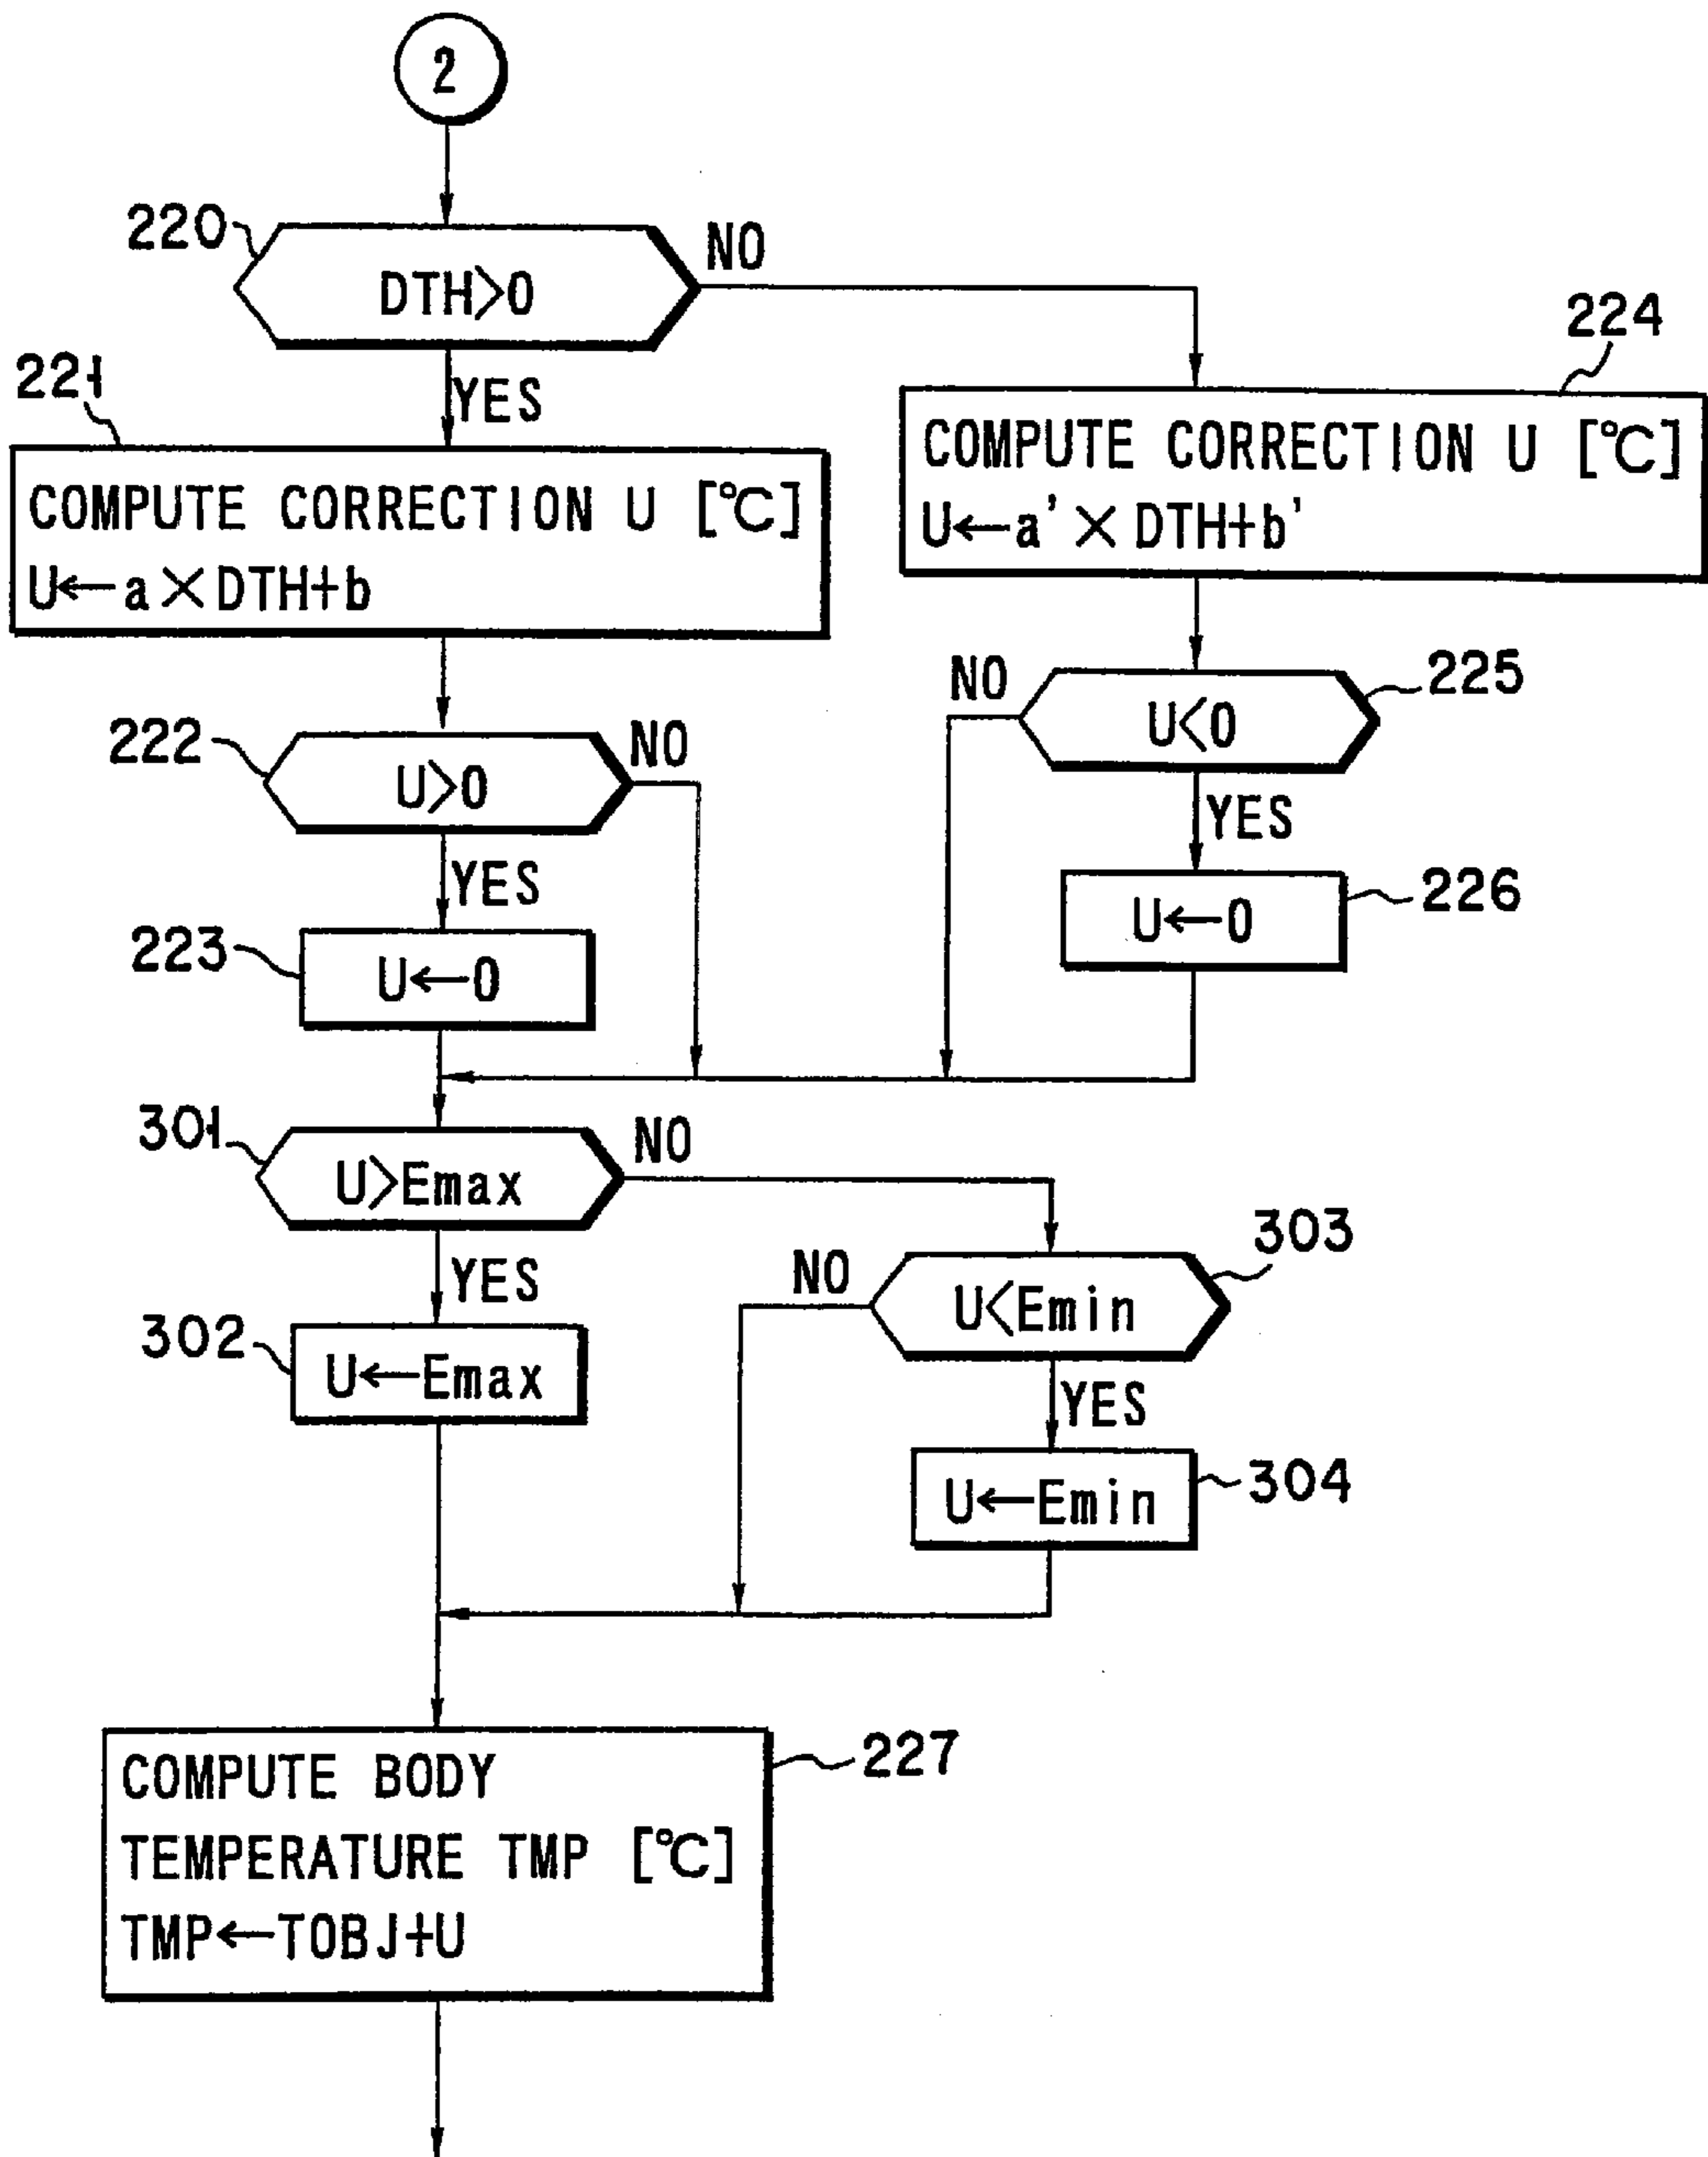 2
220
DTH>0
NO
224
221
YES
COMPUTE CORRECTION U [℃]
U←a'×DTH+b'
COMPUTE CORRECTION U [℃]
U←a×DTH+b
NO
225
U<0
222
U>0
NO
YES
YES
226
U←0
223
U←0
301
U>Emax
NO
303
NO
U<Emin
YES
302
U←Emax
YES
304
U←Emin
227
COMPUTE BODY
TEMPERATURE TMP [℃]
TMP←TOBJ+U